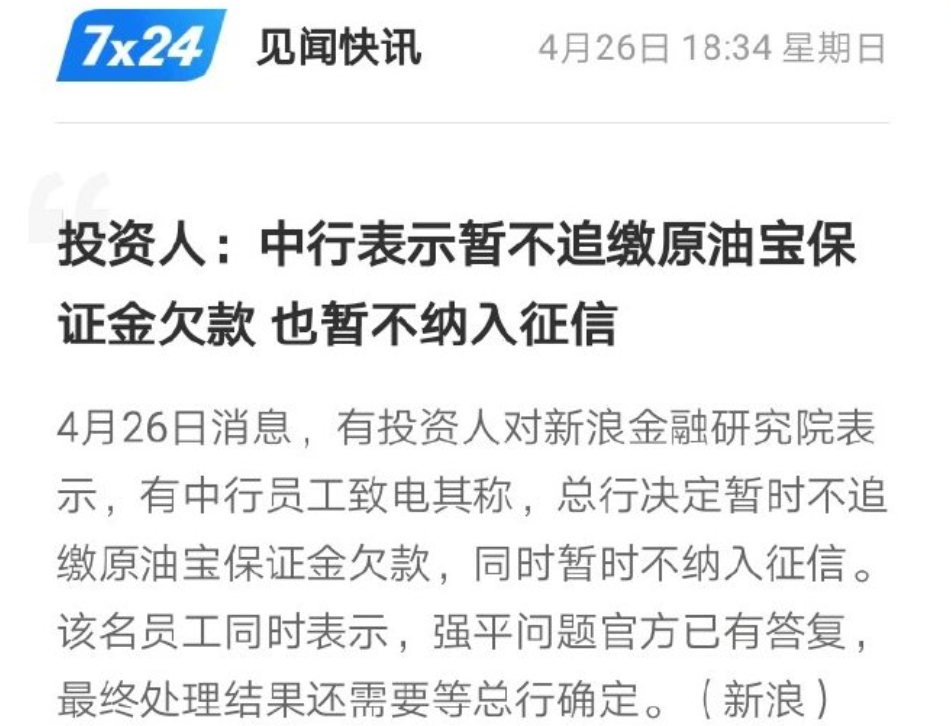 7x24 见闻快讯 4月26日 18:34 星期日
投资人：中行表示暂不追缴原油宝保
证金欠款 也暂不纳入征信
4月26日消息，有投资人对新浪金融研究院表
示，有中行员工致电其称，总行决定暂时不追
缴原油宝保证金欠款，同时暂时不纳入征信。
该名员工同时表示，强平问题官方已有答复，
最终处理结果还需要等总行确定。（新浪）